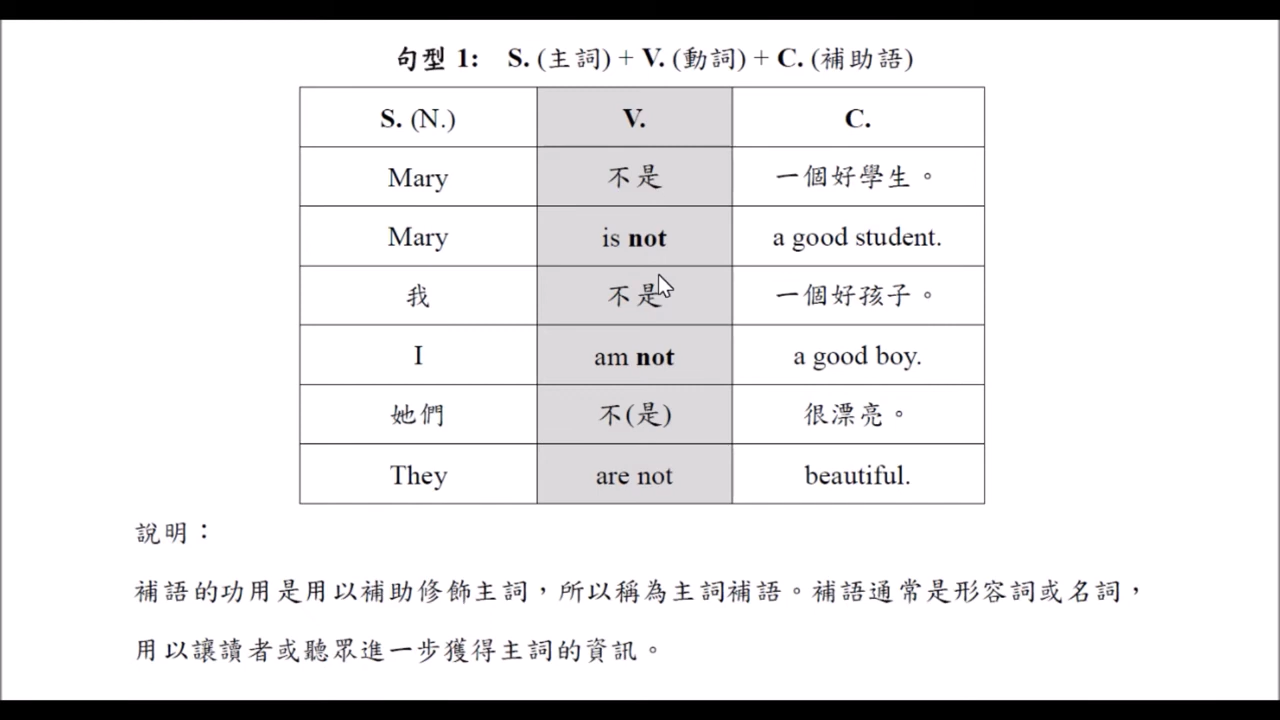 句型 1: S. (主詞) + V. (動詞) + C. (補助語)
S. (N.) V. C.
Mary 不是 一個好學生。
Mary is not a good student.
我 不是 一個好孩子。
I am not a good boy.
她們 不(是) 很漂亮。
They are not beautiful.
說明：
補語的功用是用以補助修飾主詞，所以稱為主詞補語。補語通常是形容詞或名詞，
用以讓讀者或聽眾進一步獲得主詞的資訊。